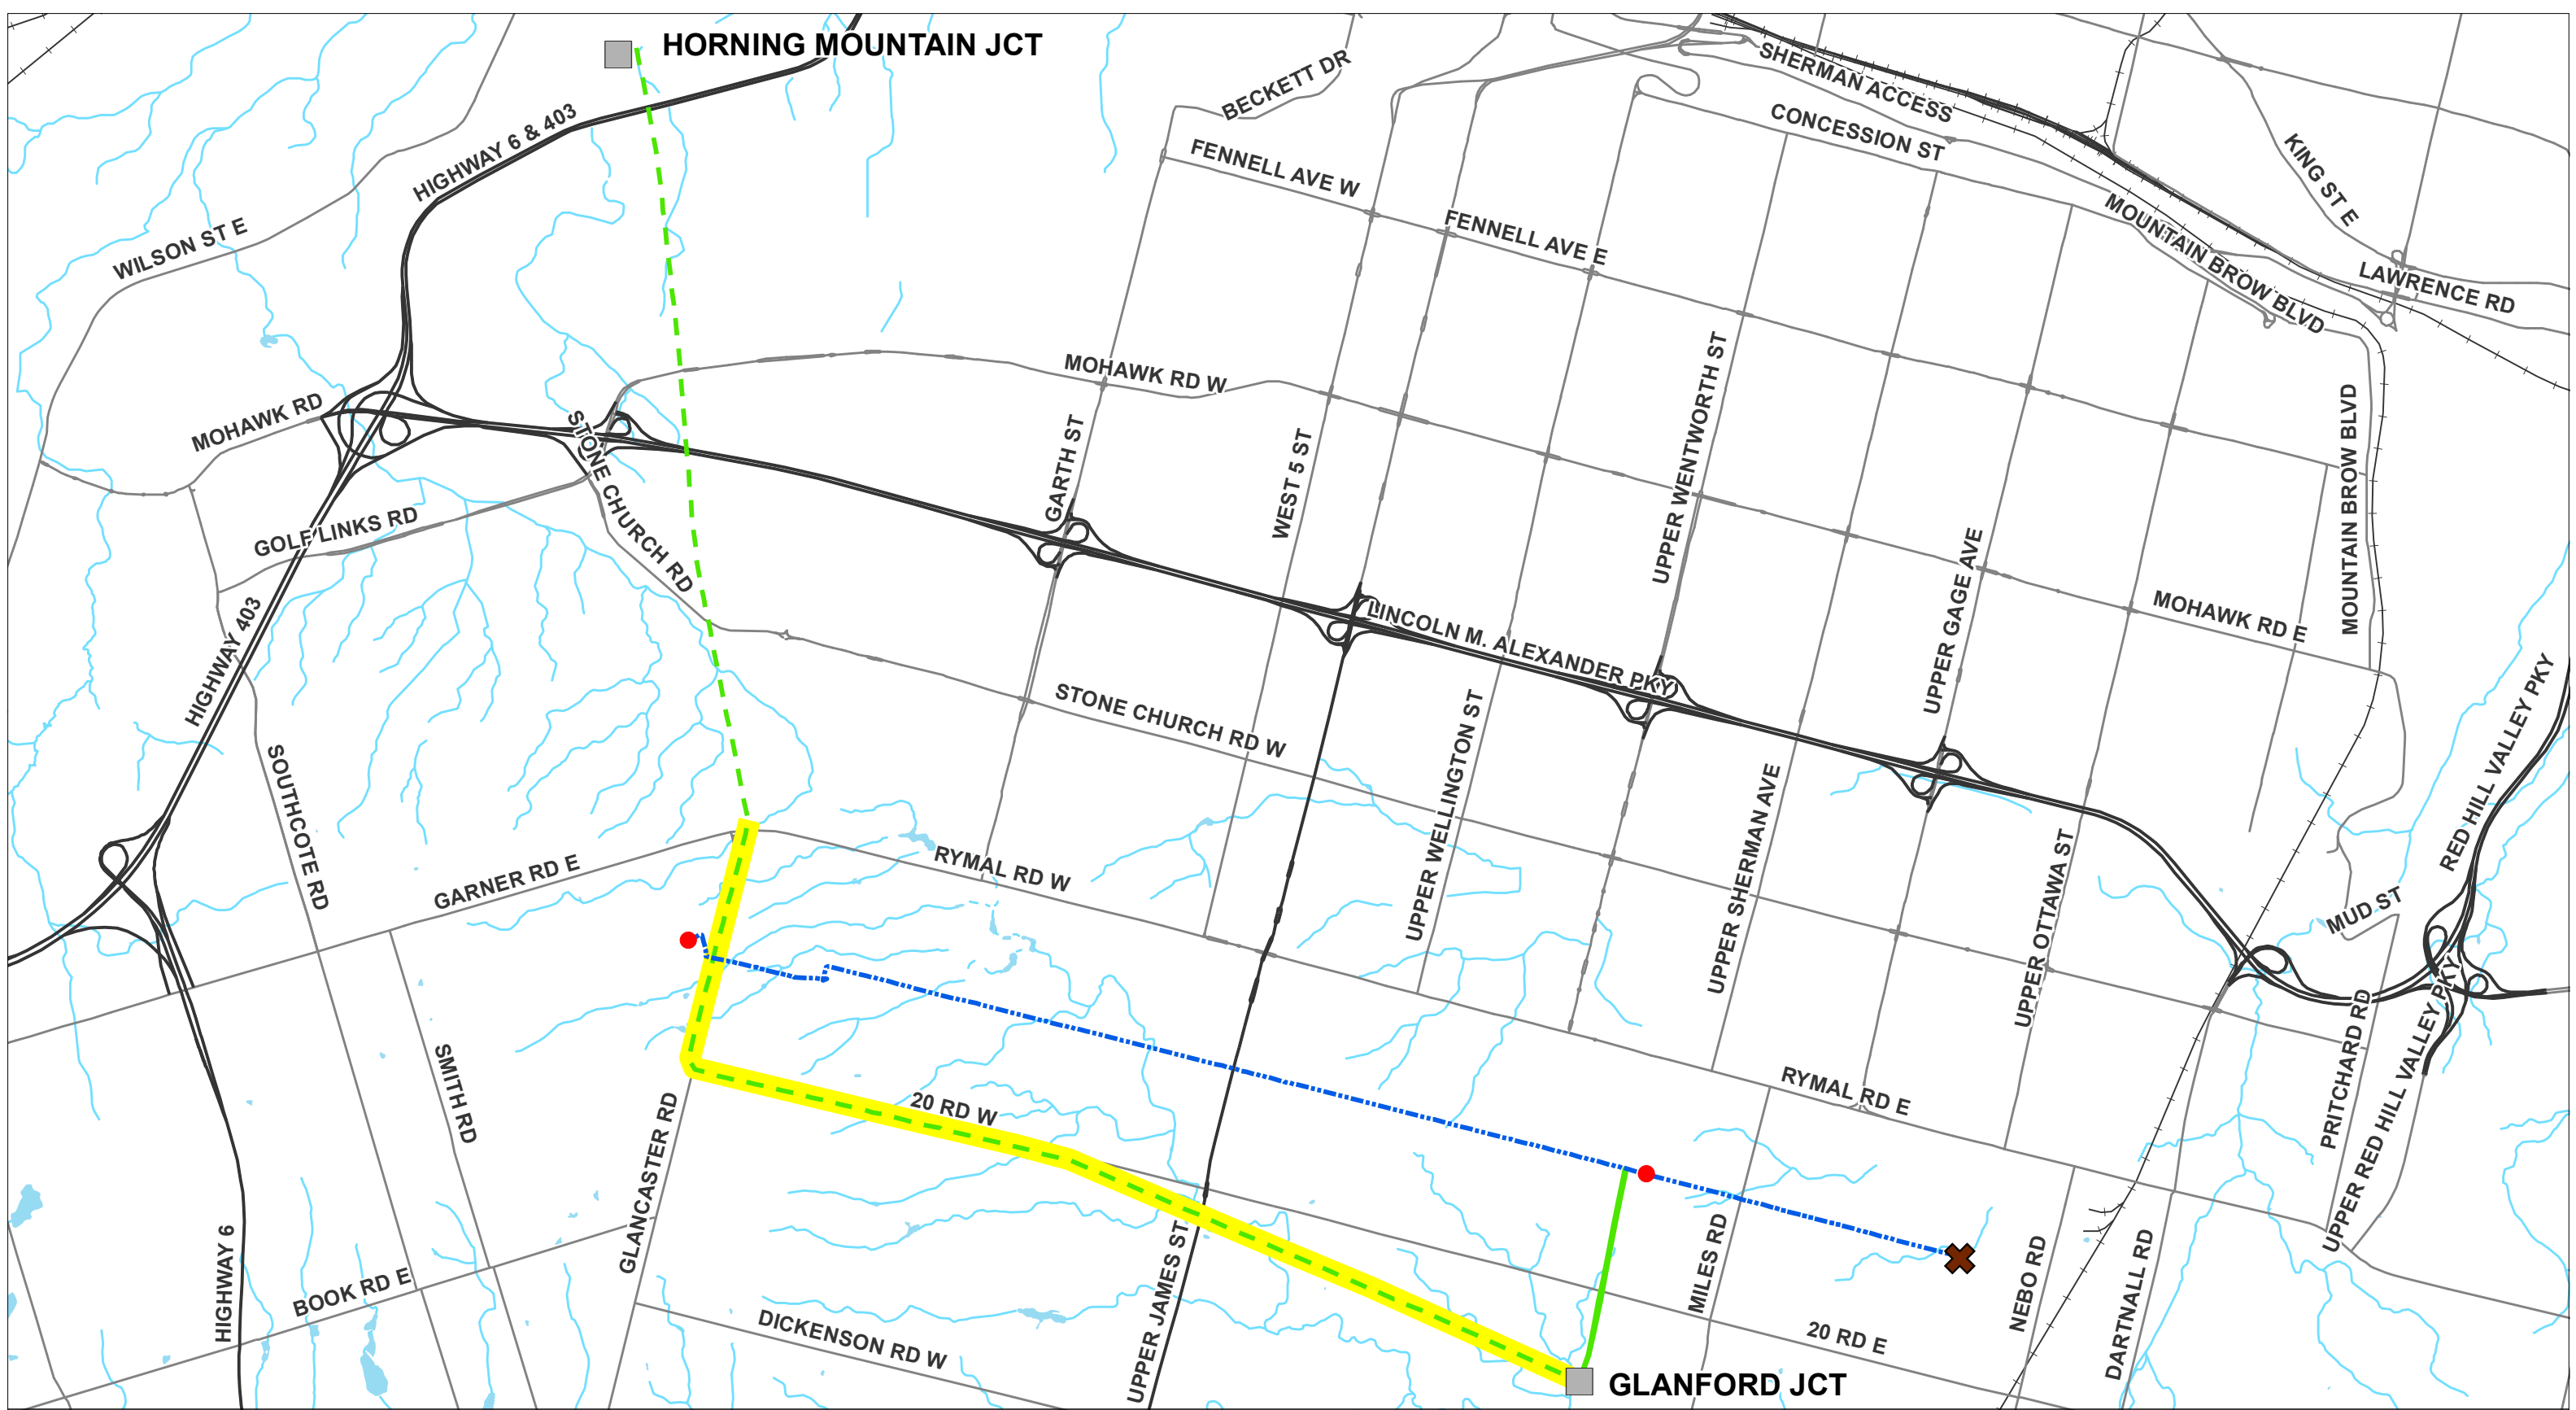 HORNING MOUNTAIN JCT
SHERMAN ACCESS
BECKETT DR
HIGHWAY 6 & 403
CONCESSION ST
KING ST E
FENNELL AVE W
FENNELL AVE E
WILSON ST E
MOUNTAIN BROW BLVD
LAWRENCE RD
MOHAWK RD W
MOHAWK RD
STONE CHURCH RD
GARTH ST
WEST 5 ST
UPPER WENTWORTH ST
MOUNTAIN BROW BLVD
GOLF LINKS RD
HIGHWAY 403
LINCOLN M. ALEXANDER PKY
UPPER GAGE AVE
MOHAWK RD E
STONE CHURCH RD W
SOUTHCOTE RD
UPPER WELLINGTON ST
UPPER SHERMAN AVE
UPPER OTTAWA ST
RED HILL VALLEY PKY
GARNER RD E
RYMAL RD W
MUD ST
SMITH RD
20 RD W
RYMAL RD E
PRITCHARD RD
UPPER RED HILL VALLEY PKY
GLANCASTER RD
HIGHWAY 6
BOOK RD E
UPPER JAMES ST
MILES RD
NEBO RD
DARTNALL RD
DICKENSON RD W
20 RD E
GLANFORD JCT